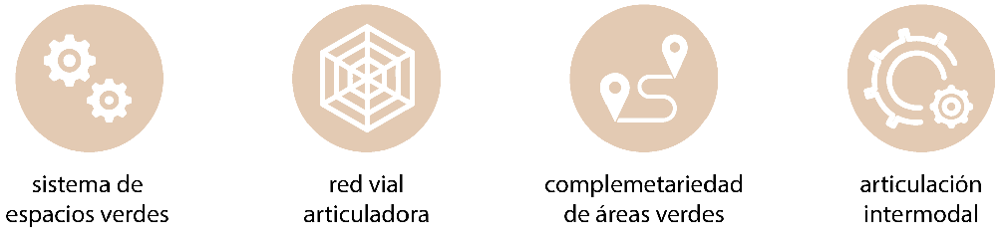 sistema de
espacios verdes
red vial
articuladora
complemetariedad
de áreas verdes
articulación
intermodal